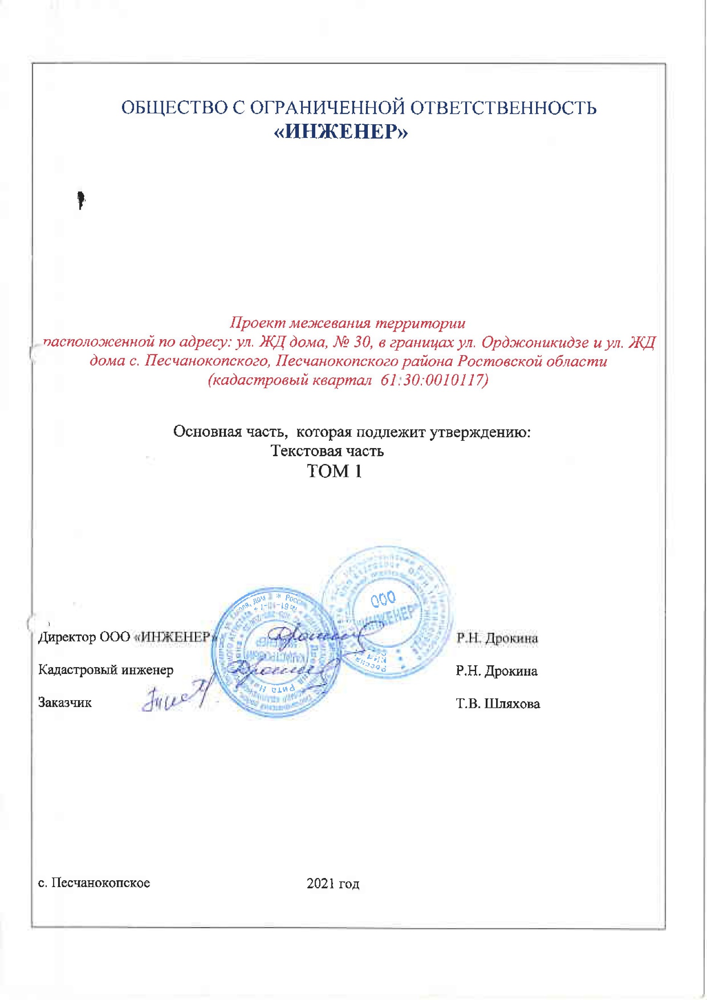 ОБЩЕСТВО С ОГРАНИЧЕННОЙ ОТВЕТСТВЕННОСТЬ
«ИНЖЕНЕР»
Проект межевания территории
расположенной по адресу: ул. ЖД дома, № 30, в границах ул. Орджоникидзе и ул. ЖД
дома с. Песчанокопского, Песчанокопского района Ростовской области
(кадастровый квартал 61:30:0010117)
Основная часть, которая подлежит утверждению:
Текстовая часть
ТОМ 1
ООО
"ИНЖЕНЕР"
Директор ООО «ИНЖЕНЕР» Р.Н. Дрокина
Кадастровый инженер Р.Н. Дрокина
Заказчик Т.В. Шляхова
с. Песчанокопское 2021 год